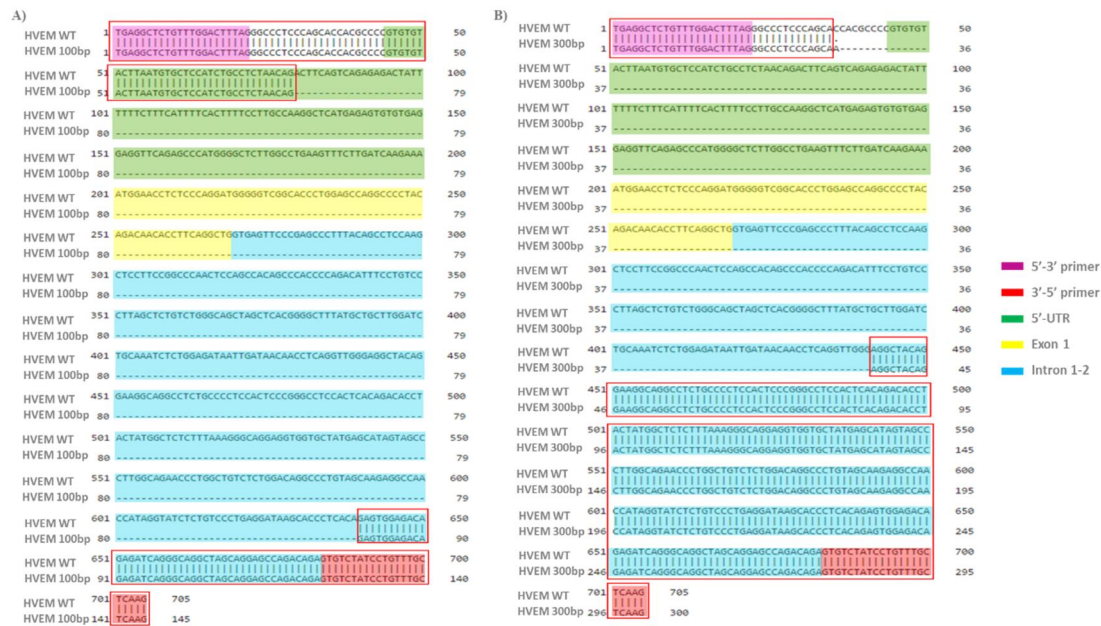 A)
HVEM WT 1 TGAGGCTCTGTTTGGACTTTAGGGCCCTCCCAGCACCACGCCCCGTGTGT 50
HVEM 100bp 1 TGAGGCTCTGTTTGGACTTTAGGGCCCTCCCAGCACCACGCCCCGTGTGT 50
HVEM WT 51 ACTTAATGTGCTCCATCTGCCTCTAACAGACTTCAGTCAGAGAGACTATT 100
HVEM 100bp 51 ACTTAATGTGCTCCATCTGCCTCTAACAG--------------------- 79
HVEM WT 101 TTTTCTTTCATTTTCACTTTTCCTTGCCAAGGCTCATGAGAGTGTGTGAG 150
HVEM 100bp 79 -------------------------------------------------- 79
HVEM WT 151 GAGGTTCAGAGCCCATGGGGCTCTTGGCCTGAAGTTTCTTGATCAAGAAA 200
HVEM 100bp 80 -------------------------------------------------- 79
HVEM WT 201 ATGGAACCTCTCCCAGGATGGGGGTCGGCACCCTGGAGCCAGGCCCCTAC 250
HVEM 100bp 80 -------------------------------------------------- 79
HVEM WT 251 AGACAACACCTTCAGGCTGGTGAGTTCCCGAGCCCTTTACAGCCTCCAAG 300
HVEM 100bp 80 -------------------------------------------------- 79
HVEM WT 301 CTCCTTCCGGCCCAACTCCAGCCACAGCCCACCCCAGACATTTCCTGTCC 350
HVEM 100bp 80 -------------------------------------------------- 79
HVEM WT 351 CTTAGCTCTGTCTGGGCAGCTAGCTCACGGGGCTTTATGCTGCTTGGATC 400
HVEM 100bp 80 -------------------------------------------------- 79
HVEM WT 401 TGCAAATCTCTGGAGATAATTGATAACAACCTCAGGTTGGGAGGCTACAG 450
HVEM 100bp 80 -------------------------------------------------- 79
HVEM WT 451 GAAGGCAGGCCTCTGCCCCTCCACTCCCGGGCCTCCACTCACAGACACCT 500
HVEM 100bp 80 -------------------------------------------------- 79
HVEM WT 501 ACTATGGCTCTCTTTAAAGGGCAGGAGGTGGTGCTATGAGCATAGTAGCC 550
HVEM 100bp 80 -------------------------------------------------- 79
HVEM WT 551 CTTGGCAGAACCCTGGCTGTCTCTGGACAGGCCCTGTAGCAAGAGGCCAA 600
HVEM 100bp 80 -------------------------------------------------- 79
HVEM WT 601 CCATAGGTATCTCTGTCCCTGAGGATAAGCACCCTCACAGAGTGGAGACA 650
HVEM 100bp 80 ---------------------------------------GAGTGGAGACA 90
HVEM WT 651 GAGATCAGGGCAGGCTAGCAGGAGCCAGACAGAGTGTCTATCCTGTTTGC 700
HVEM 100bp 91 GAGATCAGGGCAGGCTAGCAGGAGCCAGACAGAGTGTCTATCCTGTTTGC 140
HVEM WT 701 TCAAG 705
HVEM 100bp 141 TCAAG 145
B)
HVEM WT 1 TGAGGCTCTGTTTGGACTTTAGGGCCCTCCCAGCACCACGCCCCGTGTGT 50
HVEM 300bp 1 TGAGGCTCTGTTTGGACTTTAGGGCCCTCCCAGCAA-------------- 36
HVEM WT 51 ACTTAATGTGCTCCATCTGCCTCTAACAGACTTCAGTCAGAGAGACTATT 100
HVEM 300bp 37 -------------------------------------------------- 36
HVEM WT 101 TTTTCTTTCATTTTCACTTTTCCTTGCCAAGGCTCATGAGAGTGTGTGAG 150
HVEM 300bp 37 -------------------------------------------------- 36
HVEM WT 151 GAGGTTCAGAGCCCATGGGGCTCTTGGCCTGAAGTTTCTTGATCAAGAAA 200
HVEM 300bp 37 -------------------------------------------------- 36
HVEM WT 201 ATGGAACCTCTCCCAGGATGGGGGTCGGCACCCTGGAGCCAGGCCCCTAC 250
HVEM 300bp 37 -------------------------------------------------- 36
HVEM WT 251 AGACAACACCTTCAGGCTGGTGAGTTCCCGAGCCCTTTACAGCCTCCAAG 300
HVEM 300bp 37 -------------------------------------------------- 36
HVEM WT 301 CTCCTTCCGGCCCAACTCCAGCCACAGCCCACCCCAGACATTTCCTGTCC 350
HVEM 300bp 37 -------------------------------------------------- 36
HVEM WT 351 CTTAGCTCTGTCTGGGCAGCTAGCTCACGGGGCTTTATGCTGCTTGGATC 400
HVEM 300bp 37 -------------------------------------------------- 36
HVEM WT 401 TGCAAATCTCTGGAGATAATTGATAACAACCTCAGGTTGGGAGGCTACAG 450
HVEM 300bp 37 -----------------------------------------AGGCTACAG 45
HVEM WT 451 GAAGGCAGGCCTCTGCCCCTCCACTCCCGGGCCTCCACTCACAGACACCT 500
HVEM 300bp 46 GAAGGCAGGCCTCTGCCCCTCCACTCCCGGGCCTCCACTCACAGACACCT 95
HVEM WT 501 ACTATGGCTCTCTTTAAAGGGCAGGAGGTGGTGCTATGAGCATAGTAGCC 550
HVEM 300bp 96 ACTATGGCTCTCTTTAAAGGGCAGGAGGTGGTGCTATGAGCATAGTAGCC 145
HVEM WT 551 CTTGGCAGAACCCTGGCTGTCTCTGGACAGGCCCTGTAGCAAGAGGCCAA 600
HVEM 300bp 146 CTTGGCAGAACCCTGGCTGTCTCTGGACAGGCCCTGTAGCAAGAGGCCAA 195
HVEM WT 601 CCATAGGTATCTCTGTCCCTGAGGATAAGCACCCTCACAGAGTGGAGACA 650
HVEM 300bp 196 CCATAGGTATCTCTGTCCCTGAGGATAAGCACCCTCACAGAGTGGAGACA 245
HVEM WT 651 GAGATCAGGGCAGGCTAGCAGGAGCCAGACAGAGTGTCTATCCTGTTTGC 700
HVEM 300bp 246 GAGATCAGGGCAGGCTAGCAGGAGCCAGACAGAGTGTCTATCCTGTTTGC 295
HVEM WT 701 TCAAG 705
HVEM 300bp 296 TCAAG 300
5'-3' primer
3'-5' primer
5'-UTR
Exon 1
Intron 1-2